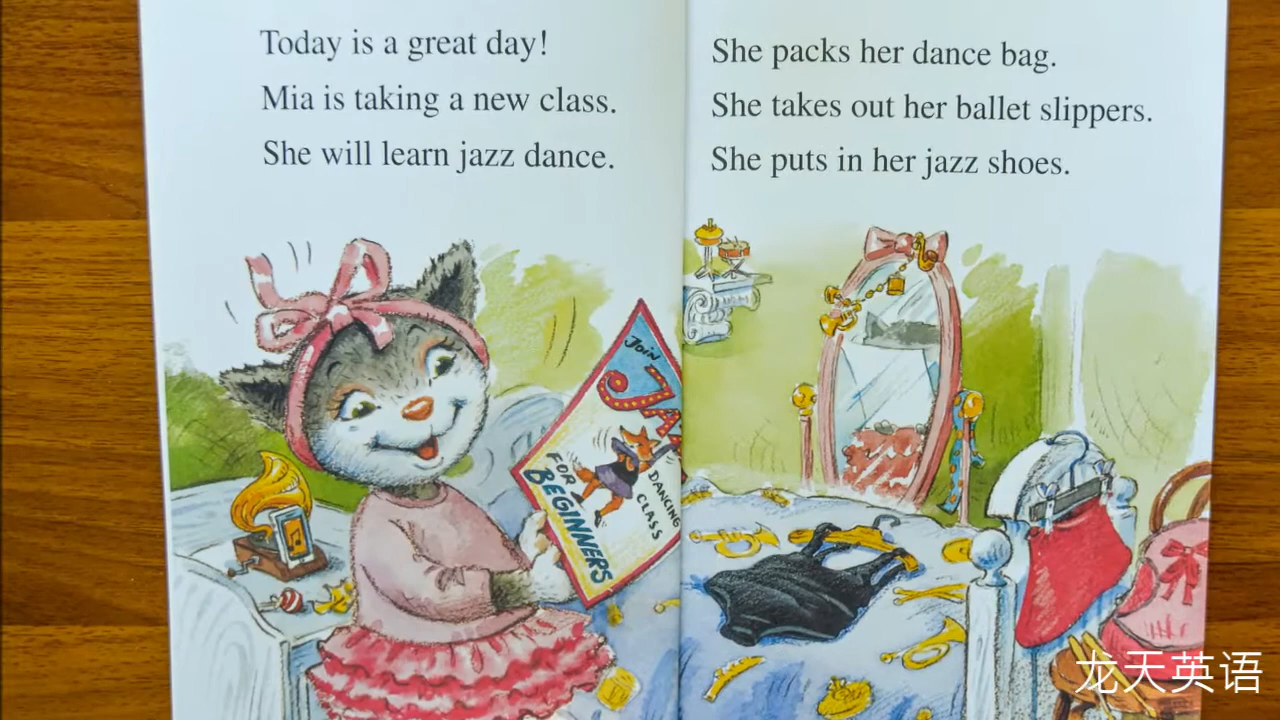 Today is a great day!
Mia is taking a new class.
She will learn jazz dance.
She packs her dance bag.
She takes out her ballet slippers.
She puts in her jazz shoes.
JOIN
JAZ
FOR
BEGINNERS
DANCING
CLASS
龙天英语